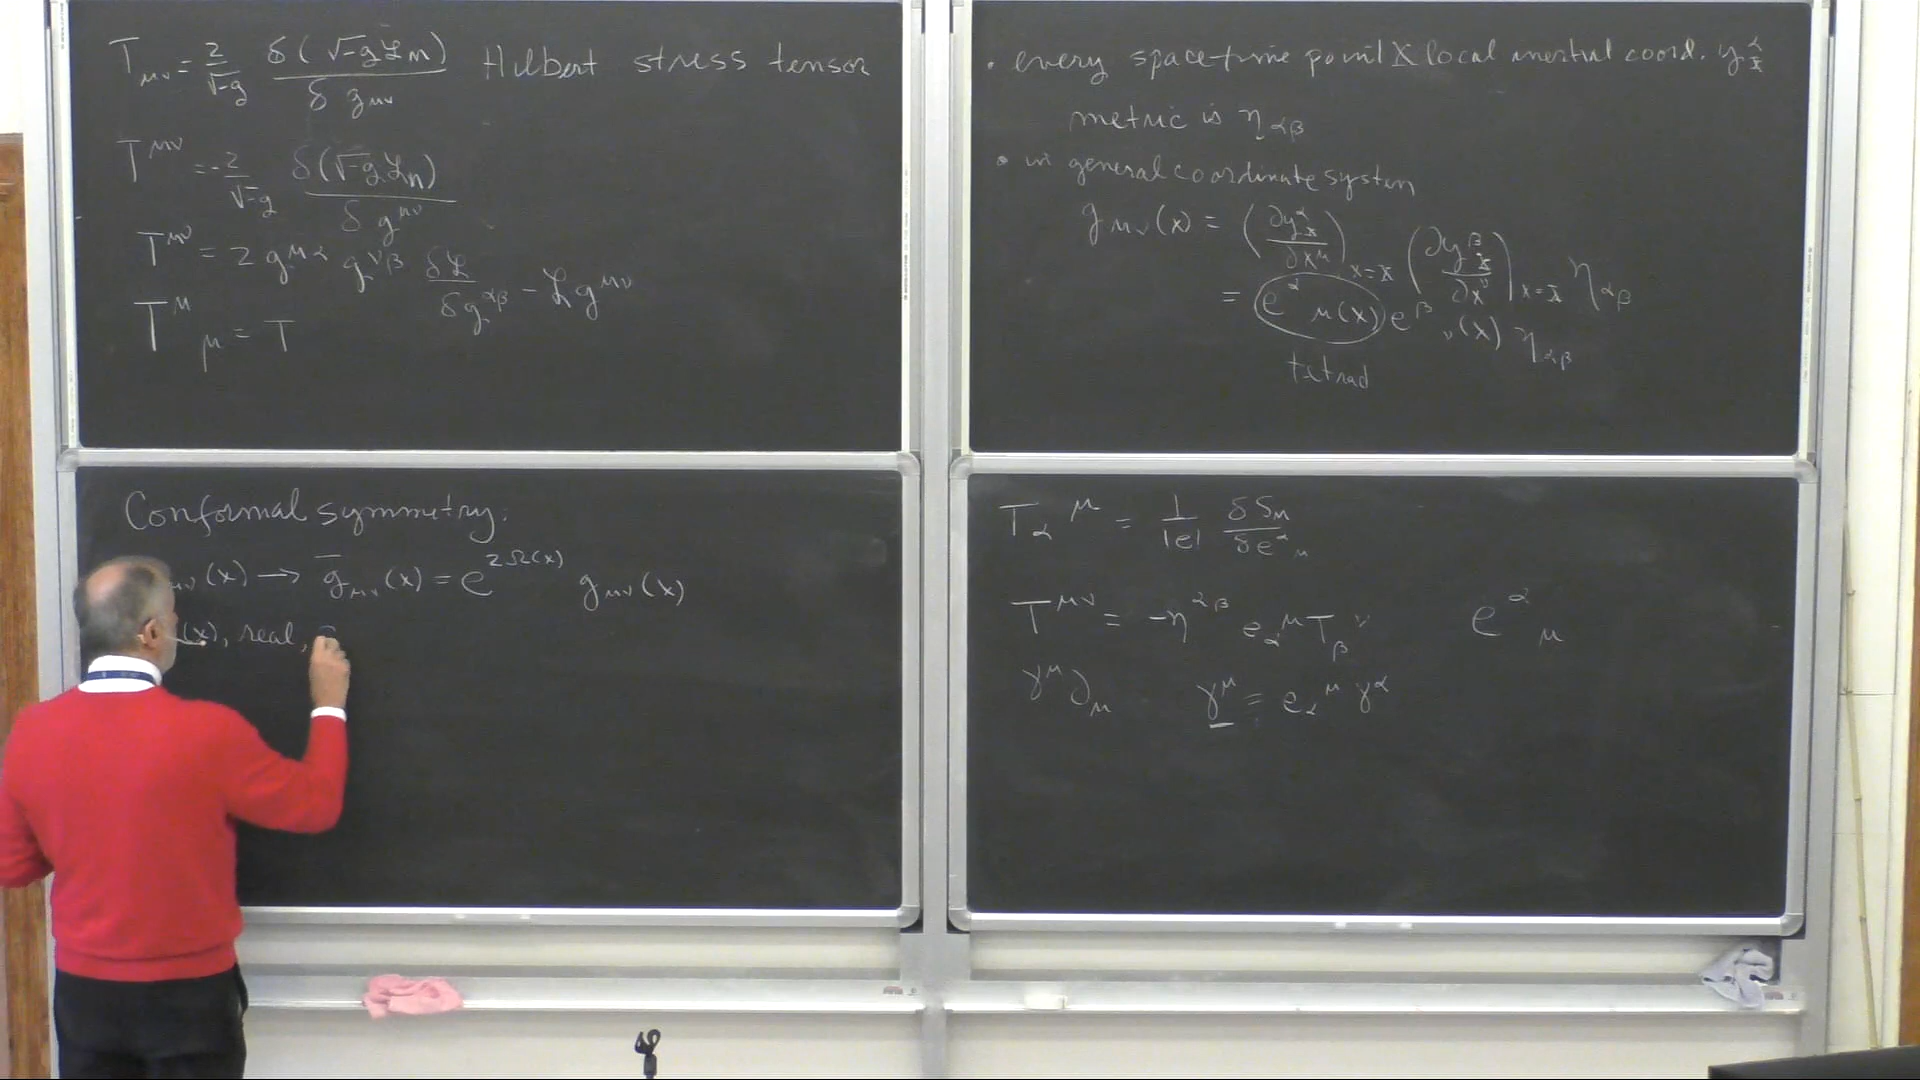 T_{μν} = 2/√-g δ(√-g ℒ_M)/δ g_{μν} Hilbert stress tensor
T^{μν} = -2/√-g δ(√-g ℒ_M)/δ g^{μν}
T^{μν} = 2 g^{μα} g^{νβ} δℒ/δg^{αβ} - ℒ g^{μν}
T^μ_μ = T
Conformal symmetry:
(x) → g̅_{μν}(x) = e^{2Ω(x)} g_{μν}(x)
(x), real,
• every space-time point X local inertial coord. y^α_X
metric is η_{αβ}
• in general coordinate system
g_{μν}(x) = (∂y^α_X/∂x^μ)_{x=X} (∂y^β_X/∂x^ν)_{x=X} η_{αβ}
= e^α_μ(x) e^β_ν(x) η_{αβ}
tetrad
T_α^μ = 1/|e| δS_M/δe^α_μ
T^{μν} = -η^{αβ} e_α^μ T_β^ν e^α_μ
γ^μ ∂_μ γ^μ = e_α^μ γ^α